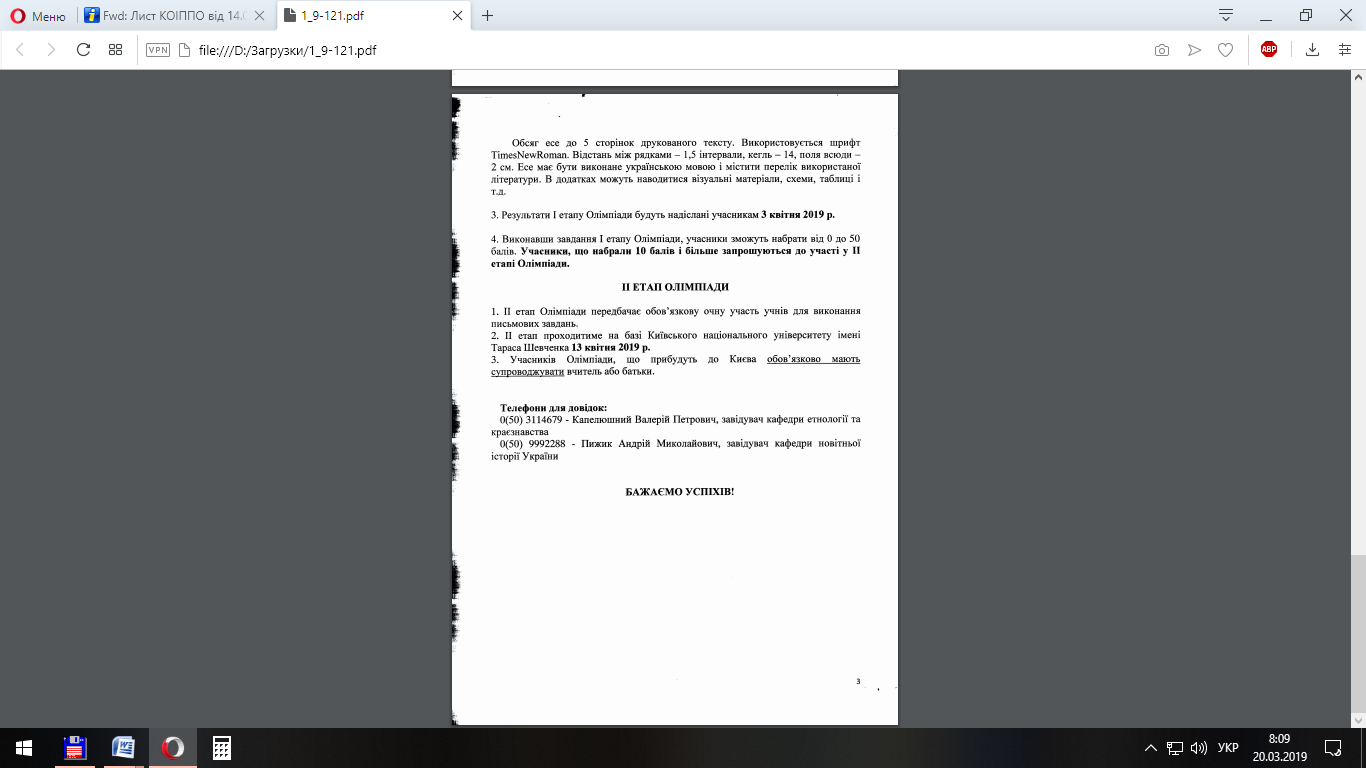 Меню
Fwd: Лист КОІППО від 14.0
1_9-121.pdf
VPN
file:///D:/Загрузки/1_9-121.pdf
ABP
Обсяг есе до 5 сторінок друкованого тексту. Використовується шрифт
TimesNewRoman. Відстань між рядками – 1,5 інтервали, кегль – 14, поля всюди –
2 см. Есе має бути виконане українською мовою і містити перелік використаної
літератури. В додатках можуть наводитися візуальні матеріали, схеми, таблиці і
т.д.
3. Результати І етапу Олімпіади будуть надіслані учасникам 3 квітня 2019 р.
4. Виконавши завдання І етапу Олімпіади, учасники зможуть набрати від 0 до 50
балів. Учасники, що набрали 10 балів і більше запрошуються до участі у ІІ
етапі Олімпіади.
ІІ ЕТАП ОЛІМПІАДИ
1. ІІ етап Олімпіади передбачає обов’язкову очну участь учнів для виконання
письмових завдань.
2. ІІ етап проходитиме на базі Київського національного університету імені
Тараса Шевченка 13 квітня 2019 р.
3. Учасників Олімпіади, що прибудуть до Києва обов’язково мають
супроводжувати вчитель або батьки.
Телефони для довідок:
0(50) 3114679 - Капелюшний Валерій Петрович, завідувач кафедри етнології та
краєзнавства
0(50) 9992288 - Пижик Андрій Миколайович, завідувач кафедри новітньої
історії України
БАЖАЄМО УСПІХІВ!
3
УКР
8:09
20.03.2019